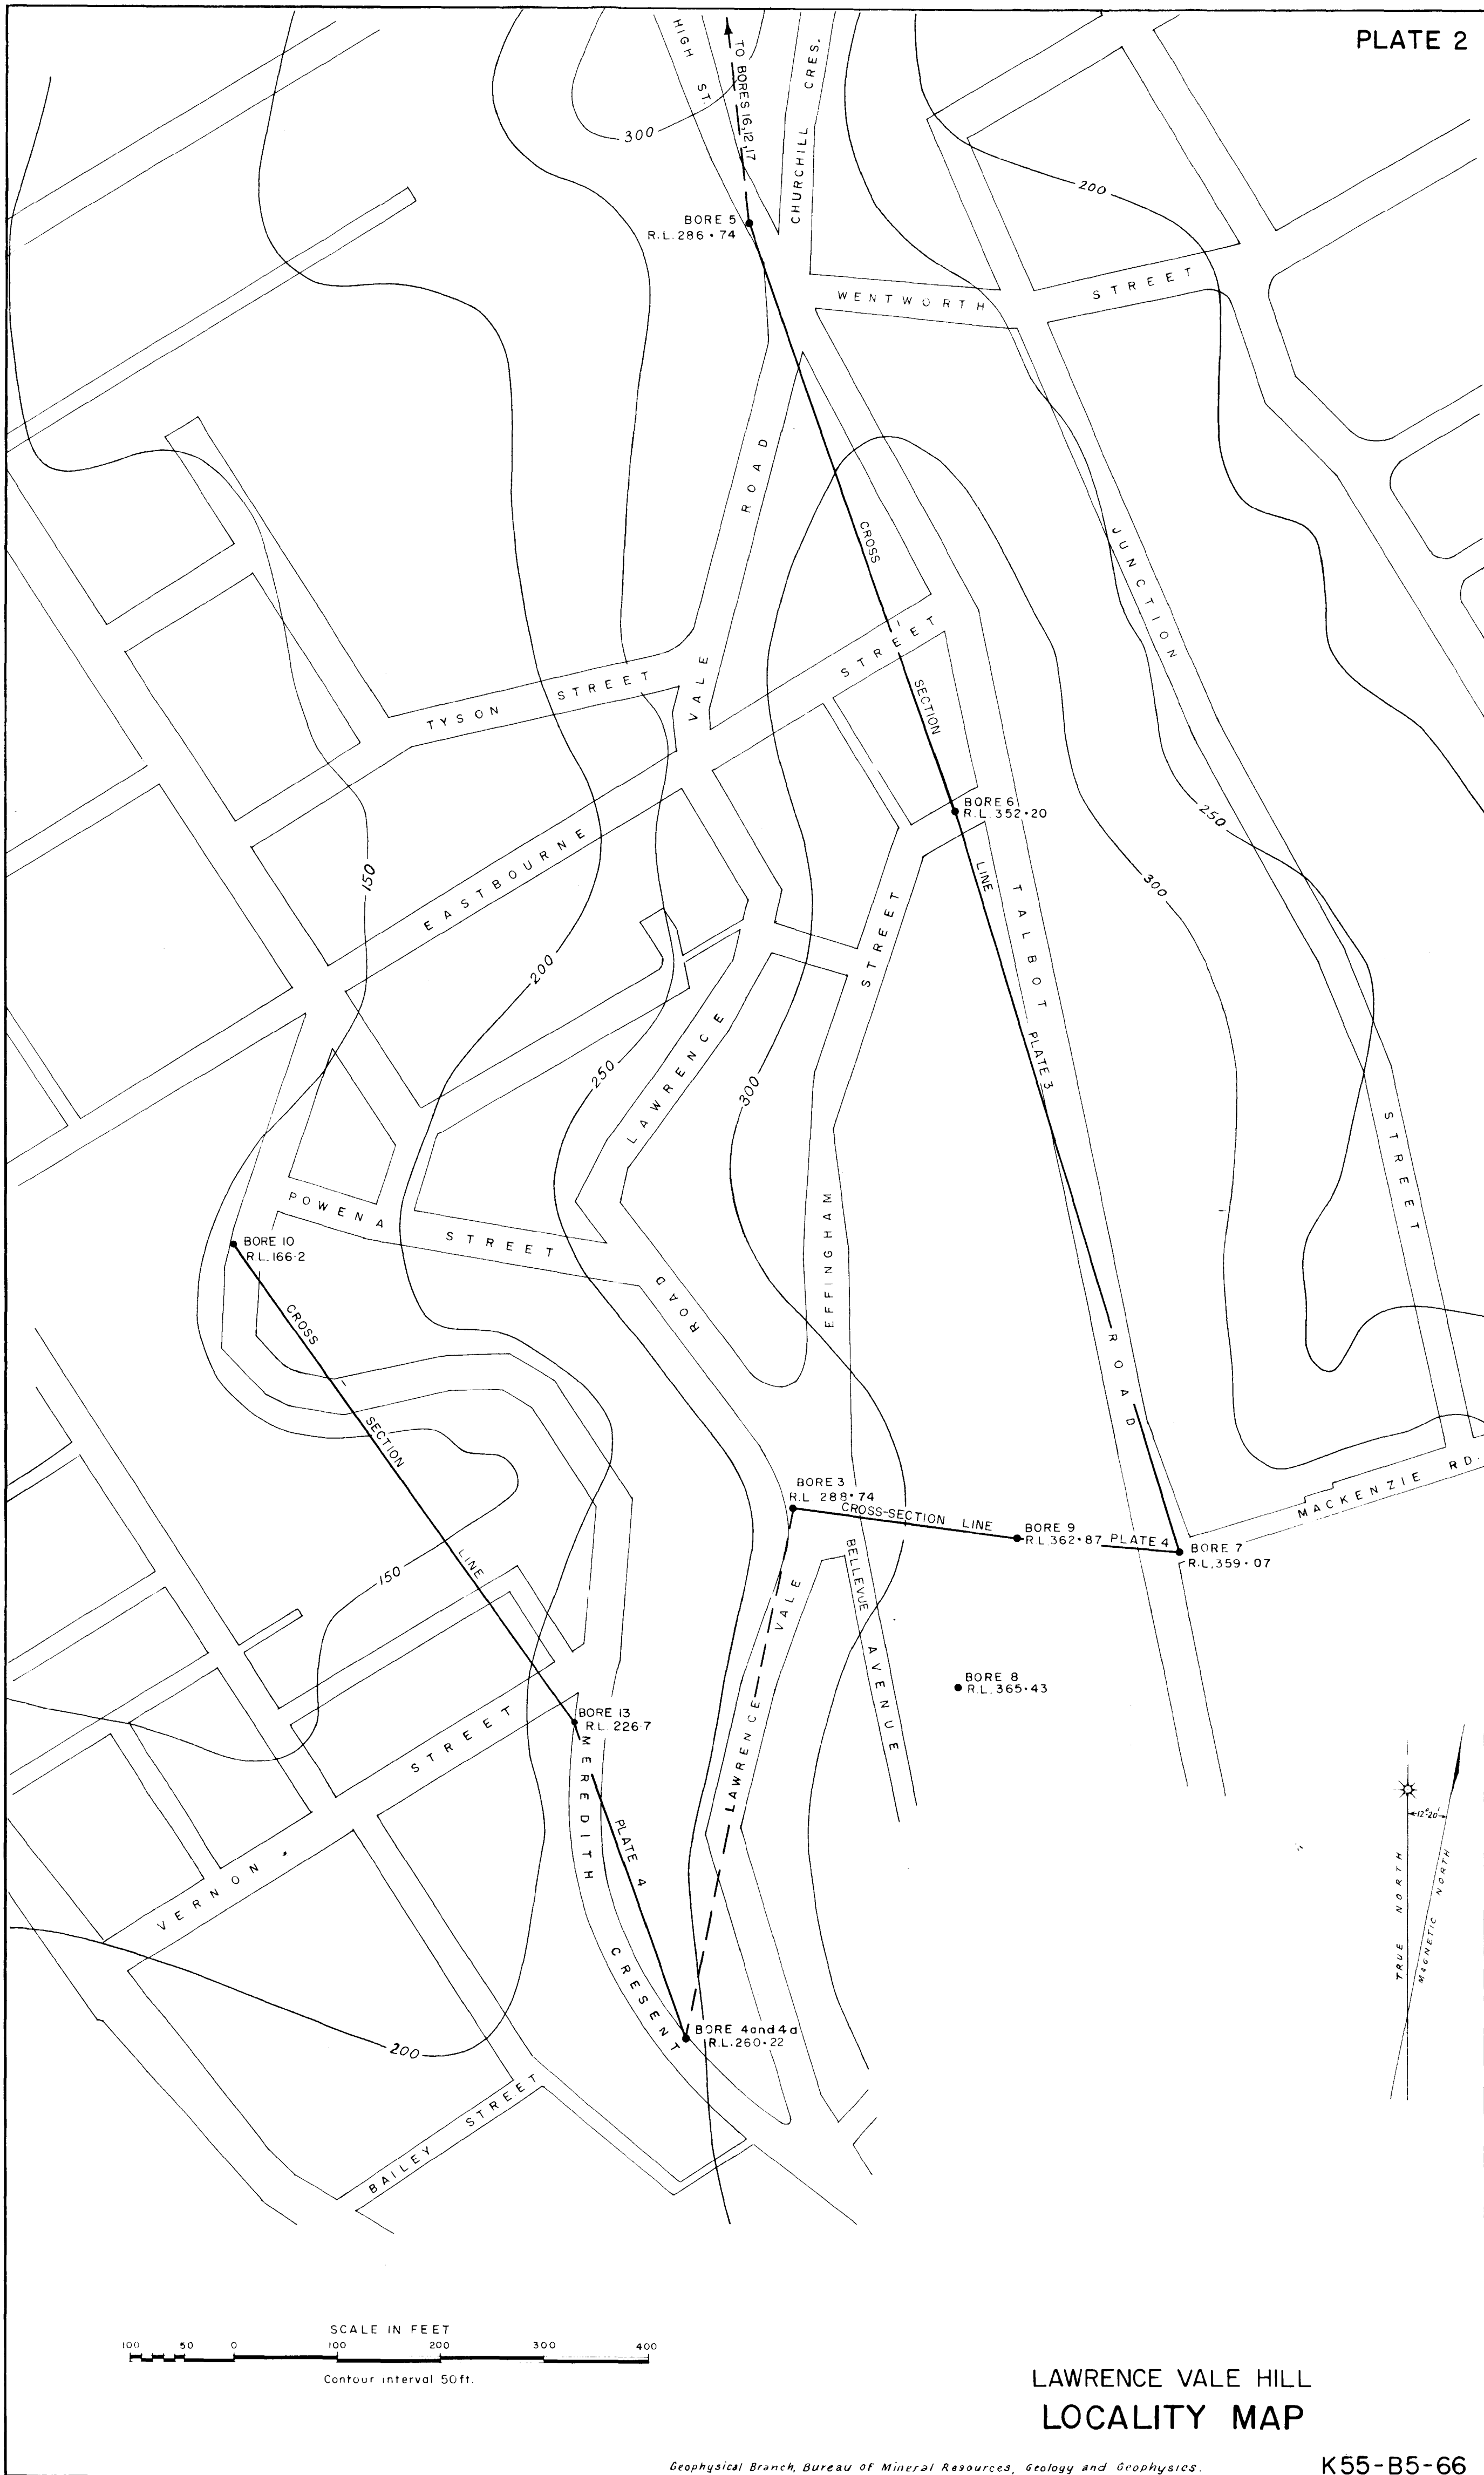 PLATE 2
HIGH ST.
TO BORES 16,12,17
CHURCHILL CRES.
300
200
BORE 5
R.L. 286·74
WENTWORTH STREET
ROAD
CROSS
-
SECTION
LINE
PLATE 3
JUNCTION
STREET
TYSON STREET
VALE
STREET
BORE 6
R.L. 352·20
250
150
EASTBOURNE
300
TALBOT
ROAD
200
STREET
LAWRENCE
250
300
POWENA STREET
EFFINGHAM
ROAD
BORE 10
R.L. 166·2
CROSS
-
SECTION
LINE
MACKENZIE RD.
BORE 3
R.L. 288·74
CROSS-SECTION LINE
BORE 9
R.L. 362·87
PLATE 4
BORE 7
R.L. 359·07
150
BELLEVUE AVENUE
VALE
LAWRENCE
BORE 8
R.L. 365·43
BORE 13
R.L. 226·7
STREET
VERNON
MEREDITH
CRESENT
PLATE 4
12°20'
TRUE NORTH
MAGNETIC NORTH
BORE 4 and 4a
R.L. 260·22
200
BAILEY STREET
SCALE IN FEET
100 50 0 100 200 300 400
Contour interval 50ft.
LAWRENCE VALE HILL
LOCALITY MAP
Geophysical Branch, Bureau of Mineral Resources, Geology and Geophysics.
K55-B5-66